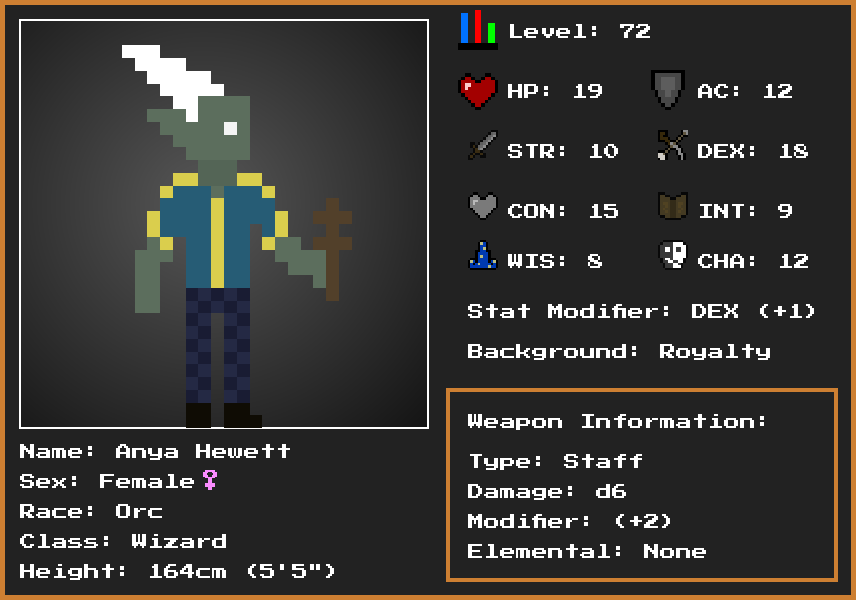 Level: 72
HP: 19
AC: 12
STR: 10
DEX: 18
CON: 15
INT: 9
WIS: 8
CHA: 12
Stat Modifier: DEX (+1)
Background: Royalty
Weapon Information:
Type: Staff
Damage: d6
Modifier: (+2)
Elemental: None
Name: Anya Hewett
Sex: Female♀
Race: Orc
Class: Wizard
Height: 164cm (5'5")